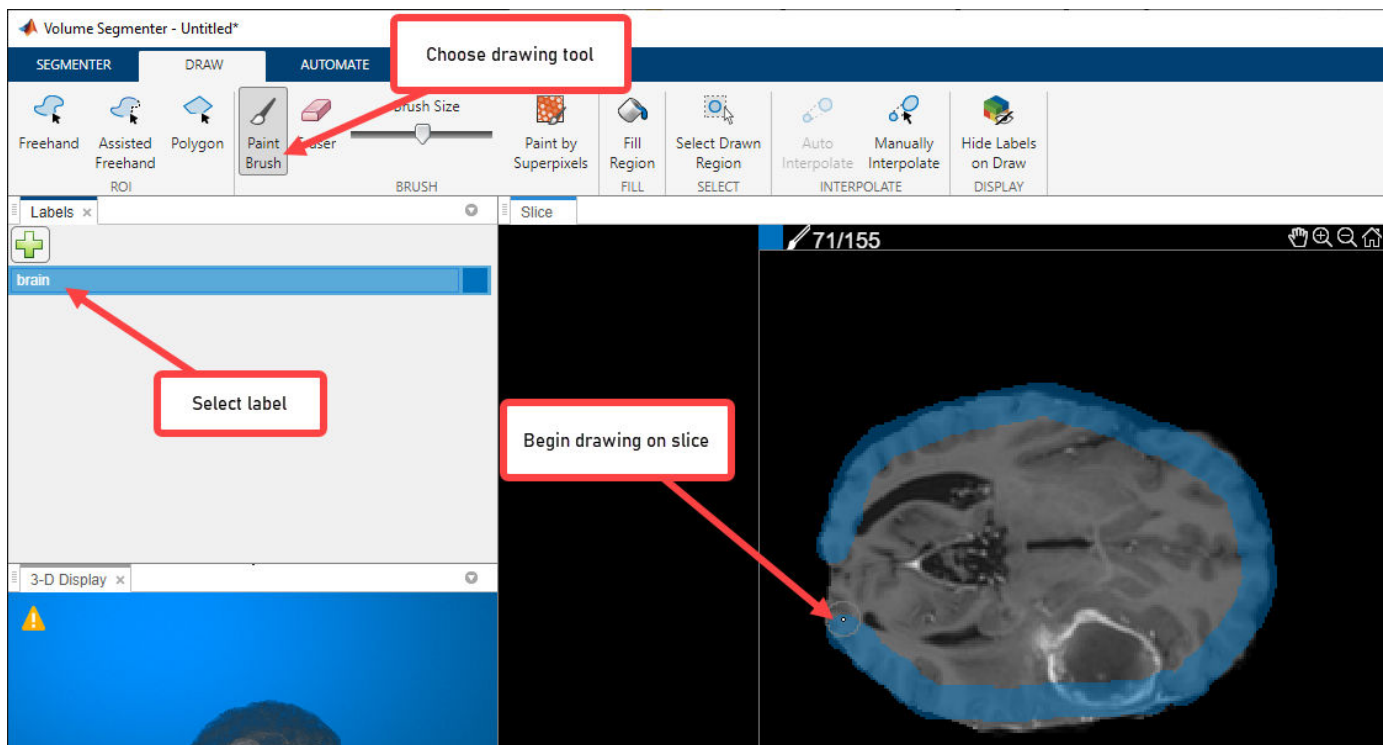 Volume Segmenter - Untitled*
SEGMENTER DRAW AUTOMATE
Choose drawing tool
Freehand
Assisted
Freehand
Polygon
Paint
Brush
Brush Size
Paint by
Superpixels
Fill
Region
Select Drawn
Region
Auto
Interpolate
Manually
Interpolate
Hide Labels
on Draw
ROI BRUSH FILL SELECT INTERPOLATE DISPLAY
Labels
Slice
71/155
brain
Select label
Begin drawing on slice
3-D Display